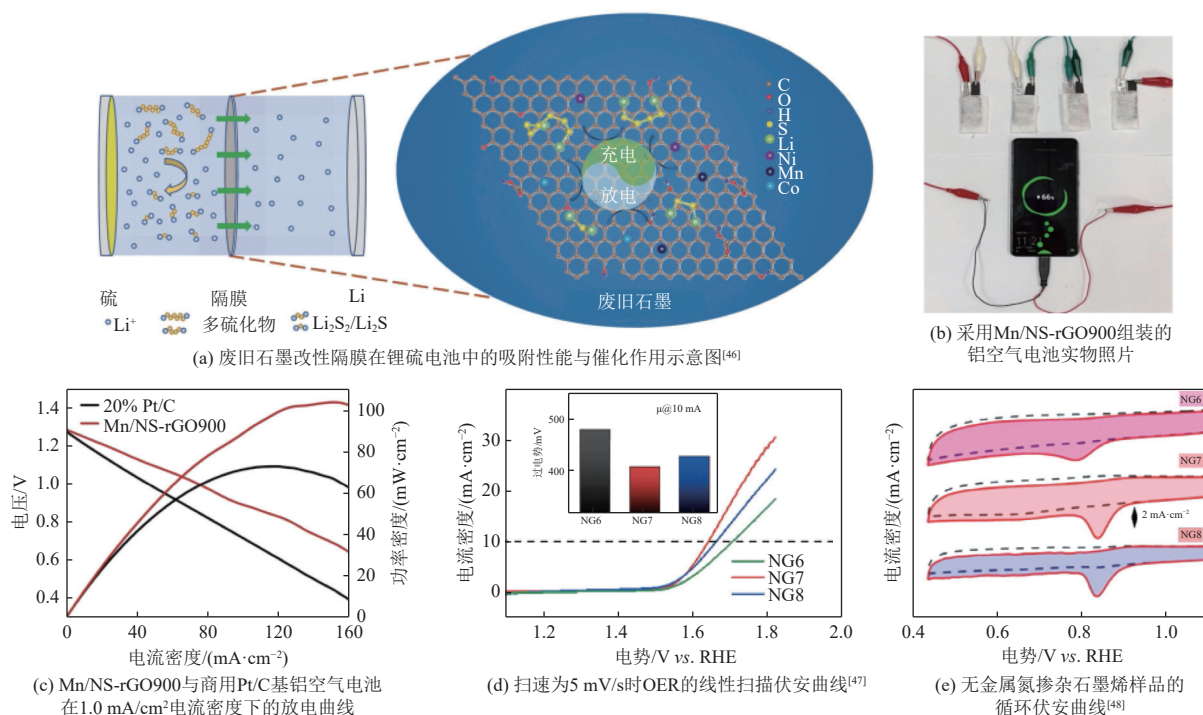 C
O
H
S
Li
Ni
Mn
Co
充电
放电
废旧石墨
硫 隔膜 Li
Li⁺ 多硫化物 Li₂S₂/Li₂S
(a) 废旧石墨改性隔膜在锂硫电池中的吸附性能与催化作用示意图[46]
66%
(b) 采用Mn/NS-rGO900组装的
铝空气电池实物照片
20% Pt/C
Mn/NS-rGO900
电压/V
1.4
1.2
1.0
0.8
0.6
0.4
功率密度/(mW·cm⁻²)
100
80
60
40
20
0
0 40 80 120 160
电流密度/(mA·cm⁻²)
(c) Mn/NS-rGO900与商用Pt/C基铝空气电池
在1.0 mA/cm²电流密度下的放电曲线
电流密度/(mA·cm⁻²)
30
20
10
0
过电势/mV
500
400
μ@10 mA
NG6 NG7 NG8
NG6
NG7
NG8
1.2 1.4 1.6 1.8 2.0
电势/V vs. RHE
(d) 扫速为5 mV/s时OER的线性扫描伏安曲线[47]
电流密度/(mA·cm⁻²)
NG6
NG7
2 mA·cm⁻²
NG8
0.4 0.6 0.8 1.0
电势/V vs. RHE
(e) 无金属氮掺杂石墨烯样品的
循环伏安曲线[48]